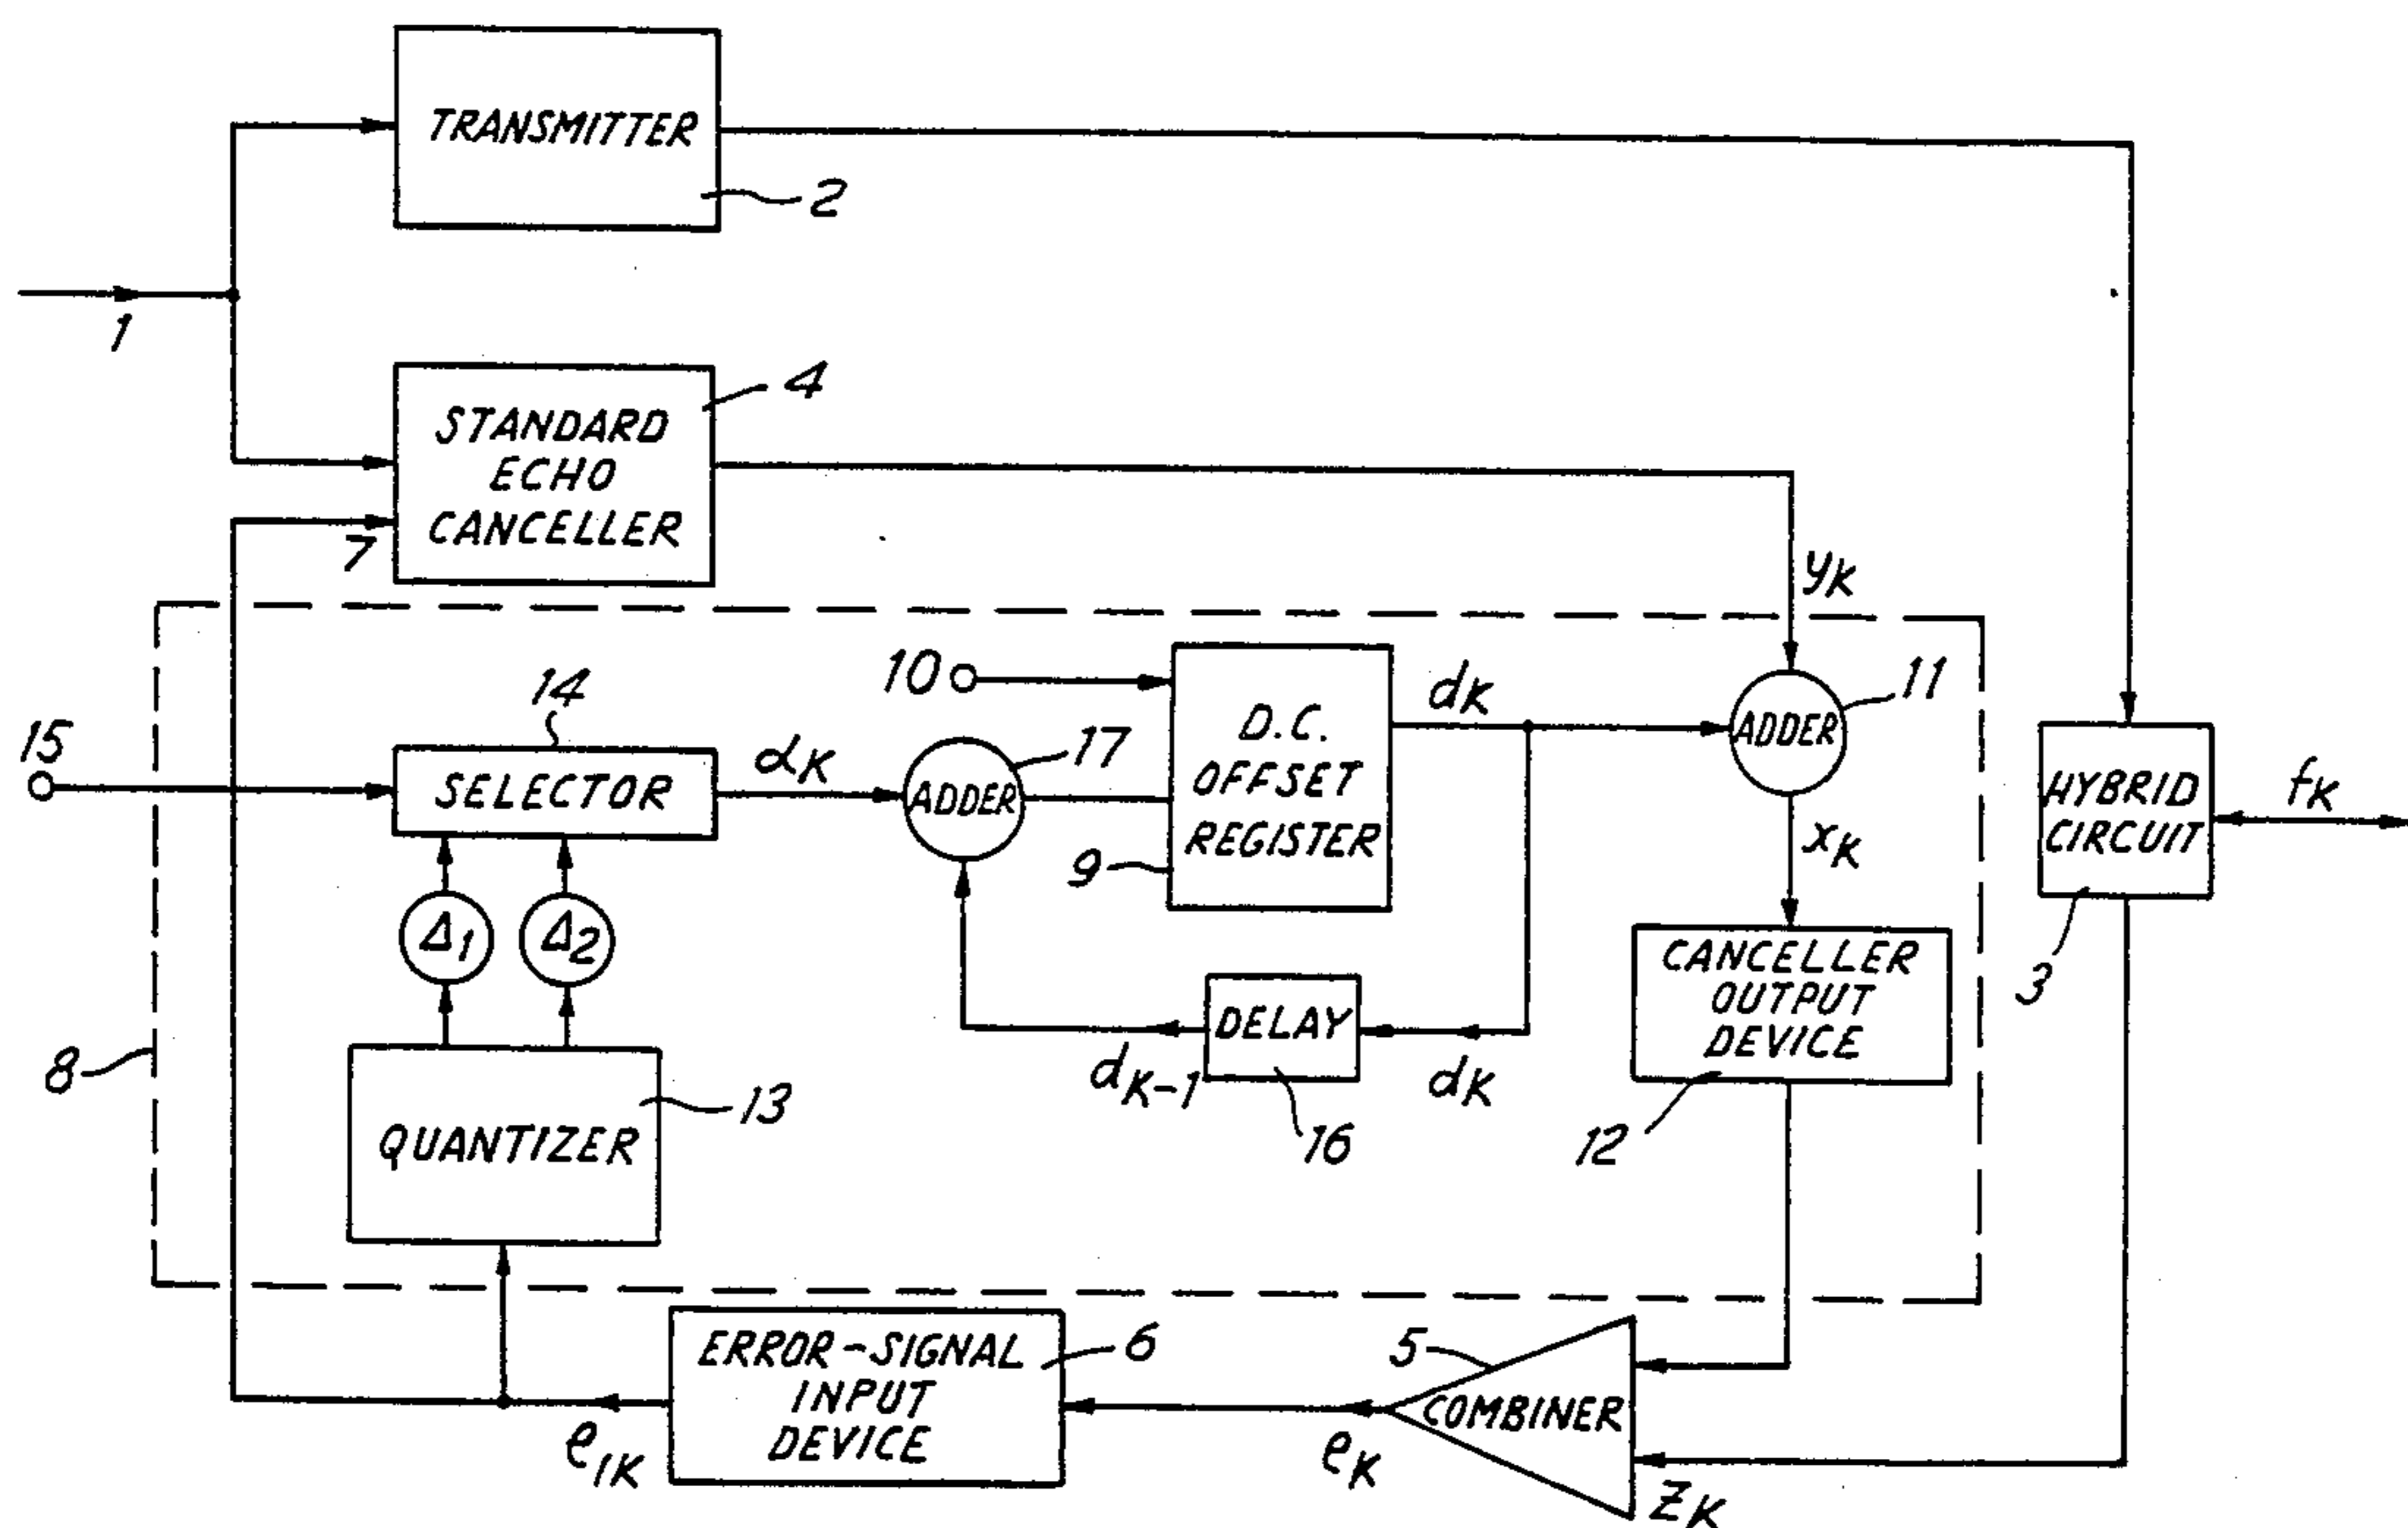 TRANSMITTER
2
1
STANDARD
ECHO
CANCELLER
4
7
yK
8
15
14
SELECTOR
αK
ADDER
17
10
D.C.
OFFSET
REGISTER
9
dK
ADDER
11
xK
HYBRID
CIRCUIT
3
fK
Δ1
Δ2
QUANTIZER
13
dK-1
DELAY
16
dK
CANCELLER
OUTPUT
DEVICE
12
ERROR-SIGNAL
INPUT
DEVICE
6
e1K
eK
5
COMBINER
zK